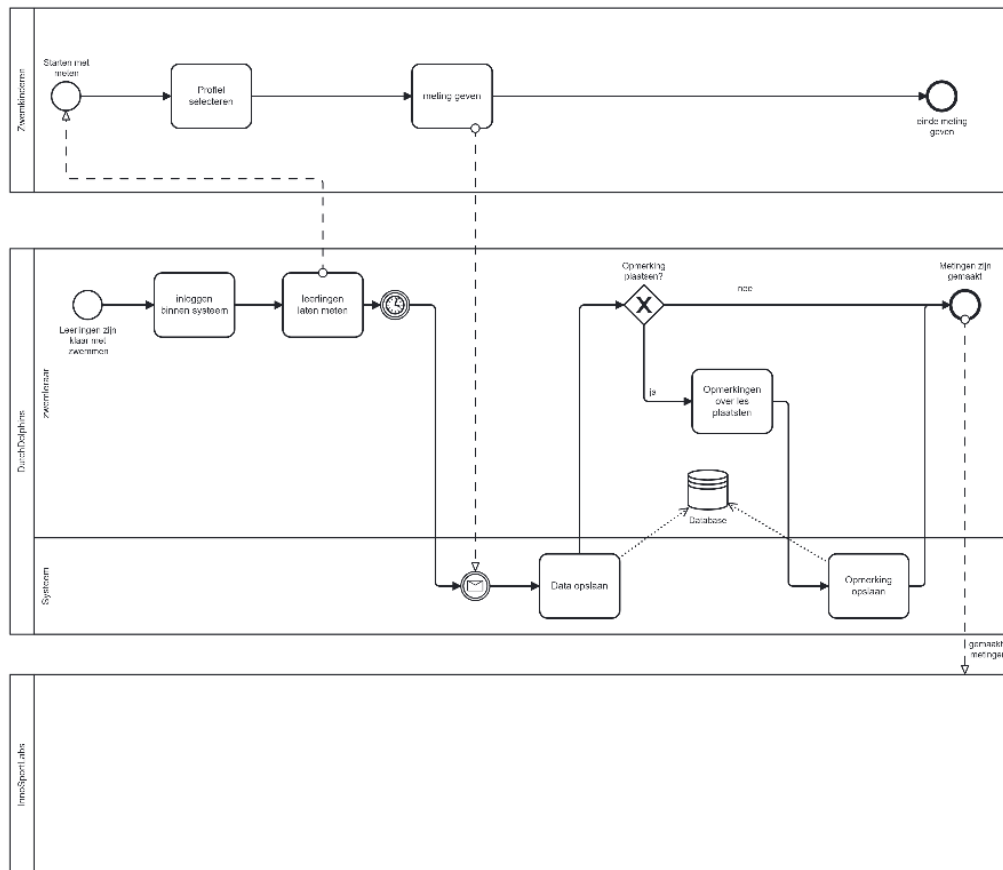 Zwemkinderen
Starten met
meten
Profiel
selecteren
meting geven
einde meting
geven
DutchDolphins
zwemleraar
Leerlingen zijn
klaar met
zwemmen
inloggen
binnen systeem
leerlingen
laten meten
Opmerking
plaatsen?
nee
ja
Metingen zijn
gemaakt
Opmerkingen
over les
plaatsten
Database
Systeem
Data opslaan
Opmerking
opslaan
gemaakt
metingen
InnoSportLabs